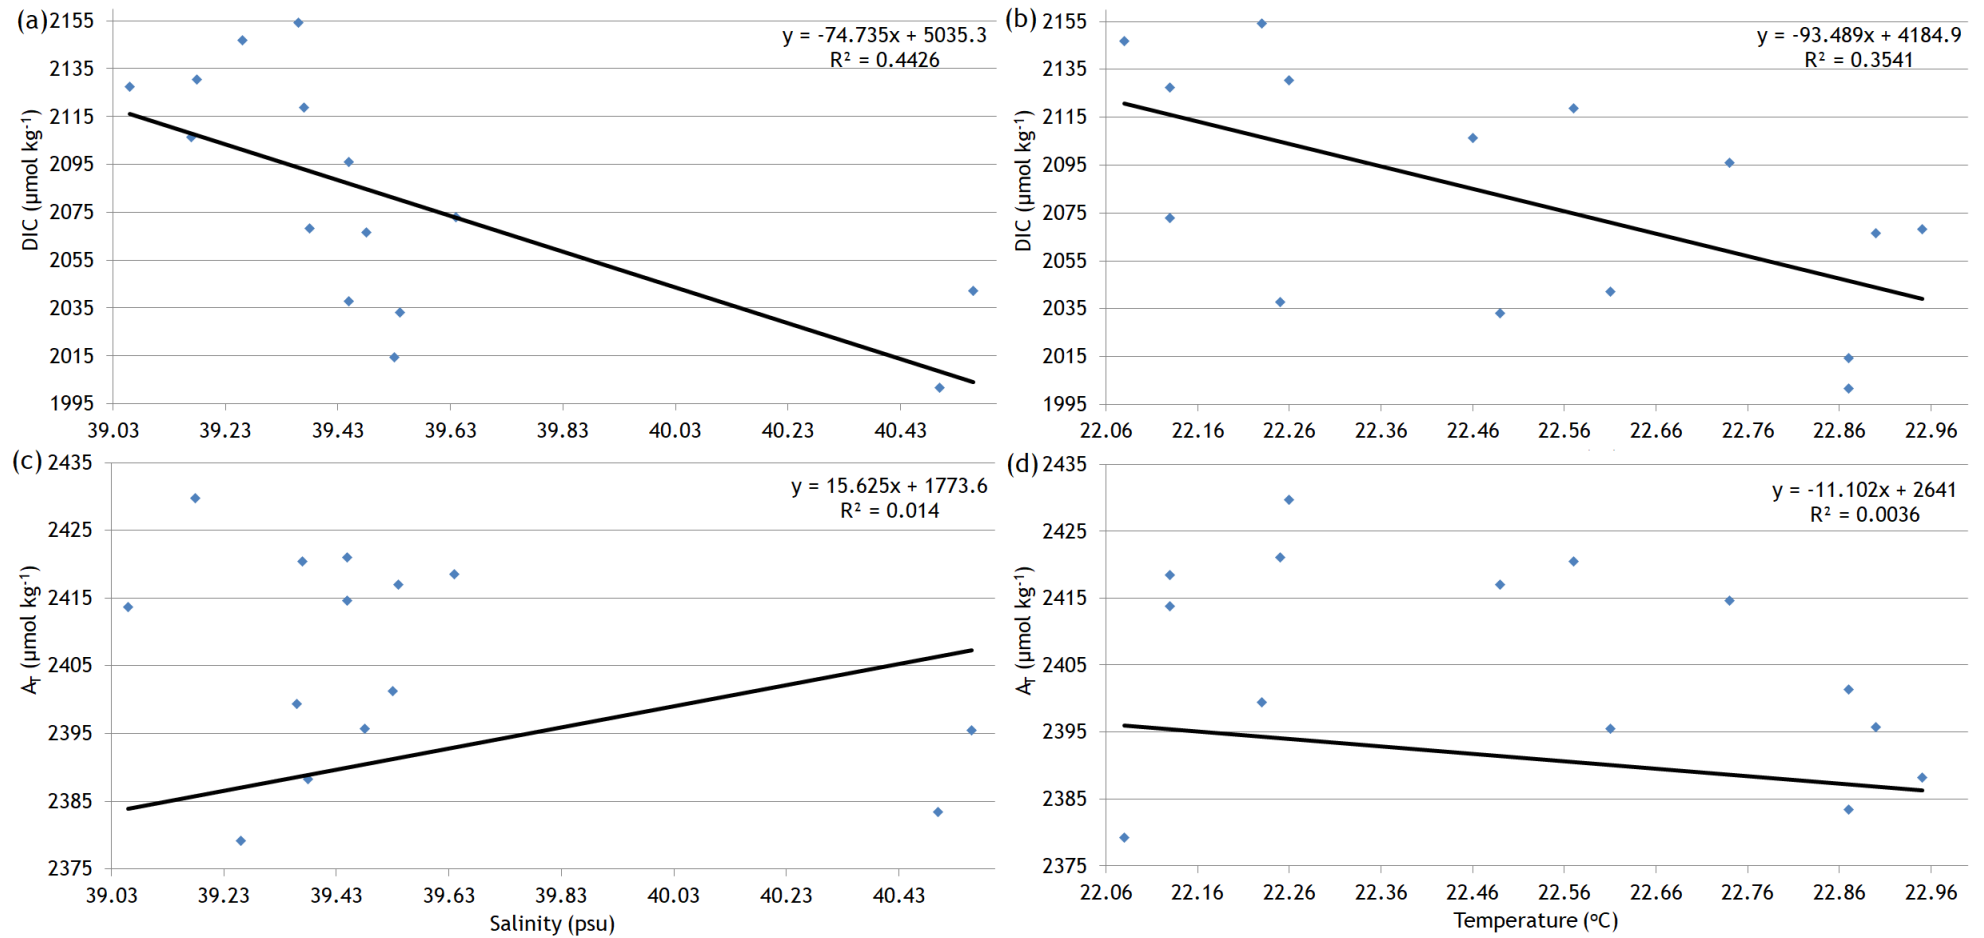 (a)
2155
2135
2115
2095
2075
2055
2035
2015
1995
DIC (µmol kg⁻¹)
y = -74.735x + 5035.3
R² = 0.4426
39.03 39.23 39.43 39.63 39.83 40.03 40.23 40.43
(b)
2155
2135
2115
2095
2075
2055
2035
2015
1995
DIC (µmol kg⁻¹)
y = -93.489x + 4184.9
R² = 0.3541
22.06 22.16 22.26 22.36 22.46 22.56 22.66 22.76 22.86 22.96
(c)
2435
2425
2415
2405
2395
2385
2375
A_T (µmol kg⁻¹)
y = 15.625x + 1773.6
R² = 0.014
39.03 39.23 39.43 39.63 39.83 40.03 40.23 40.43
Salinity (psu)
(d)
2435
2425
2415
2405
2395
2385
2375
A_T (µmol kg⁻¹)
y = -11.102x + 2641
R² = 0.0036
22.06 22.16 22.26 22.36 22.46 22.56 22.66 22.76 22.86 22.96
Temperature (°C)